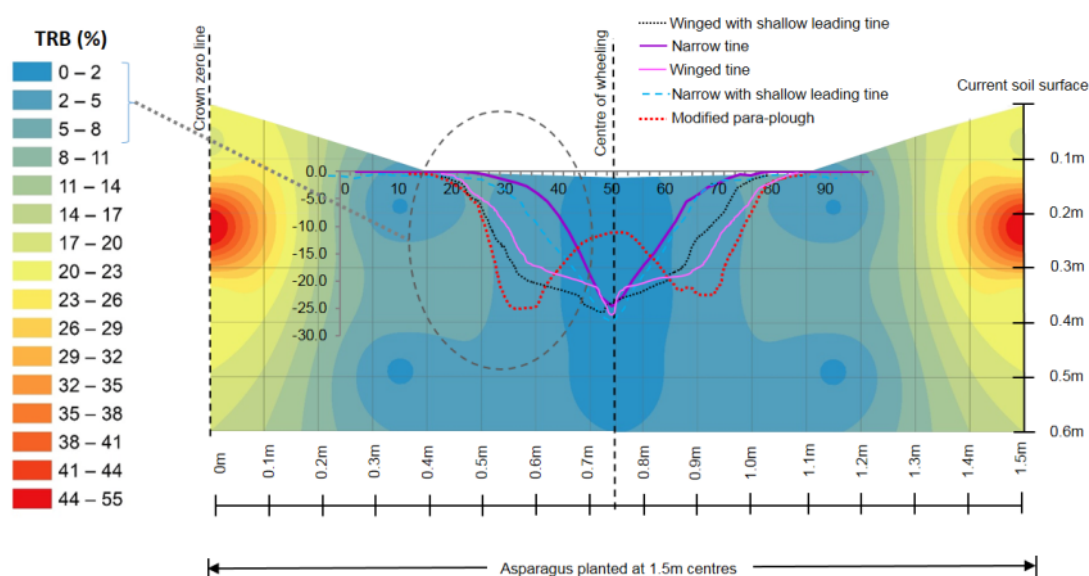 TRB (%)
0 – 2
2 – 5
5 – 8
8 – 11
11 – 14
14 – 17
17 – 20
20 – 23
23 – 26
26 – 29
29 – 32
32 – 35
35 – 38
38 – 41
41 – 44
44 – 55
Crown zero line
Centre of wheeling
Winged with shallow leading tine
Narrow tine
Winged tine
Narrow with shallow leading tine
Modified para-plough
Current soil surface
0.1m
0.2m
0.3m
0.4m
0.5m
0.6m
0.0
-5.0
-10.0
-15.0
-20.0
-25.0
-30.0
0 10 20 30 40 50 60 70 80 90
0m 0.1m 0.2m 0.3m 0.4m 0.5m 0.6m 0.7m 0.8m 0.9m 1.0m 1.1m 1.2m 1.3m 1.4m 1.5m
Asparagus planted at 1.5m centres